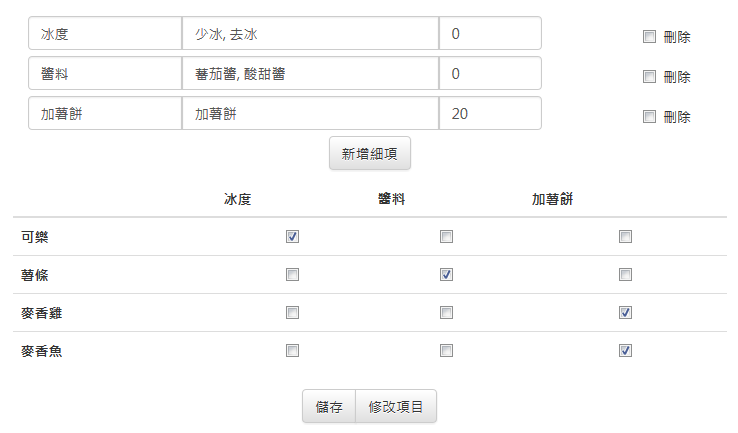 冰度 少冰, 去冰 0 刪除
醬料 蕃茄醬, 酸甜醬 0 刪除
加薯餅 加薯餅 20 刪除
新增細項
冰度 醬料 加薯餅
可樂
薯條
麥香雞
麥香魚
儲存 修改項目